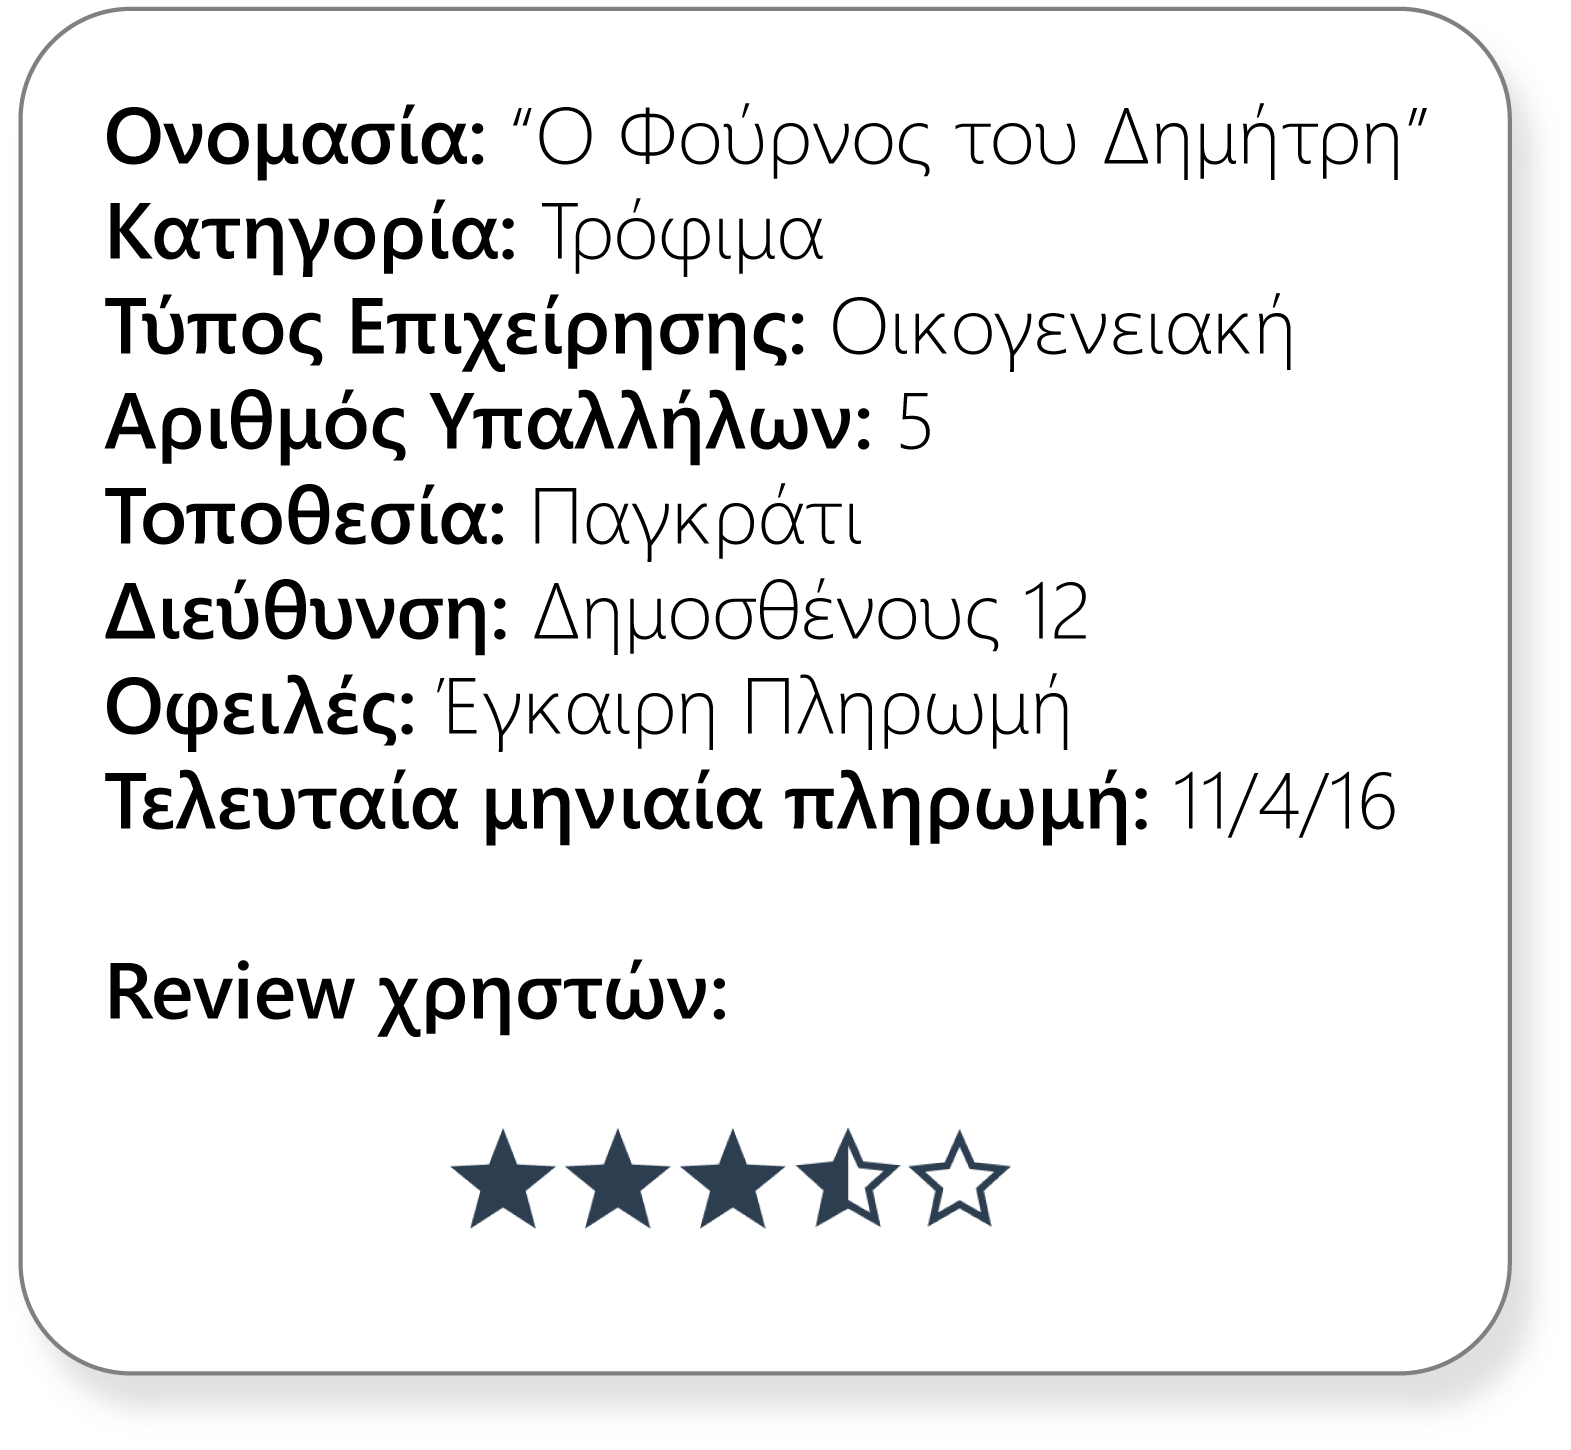 Ονομασία: “Ο Φούρνος του Δημήτρη”
Κατηγορία: Τρόφιμα
Τύπος Επιχείρησης: Οικογενειακή
Αριθμός Υπαλλήλων: 5
Τοποθεσία: Παγκράτι
Διεύθυνση: Δημοσθένους 12
Οφειλές: Έγκαιρη Πληρωμή
Τελευταία μηνιαία πληρωμή: 11/4/16
Review χρηστών: